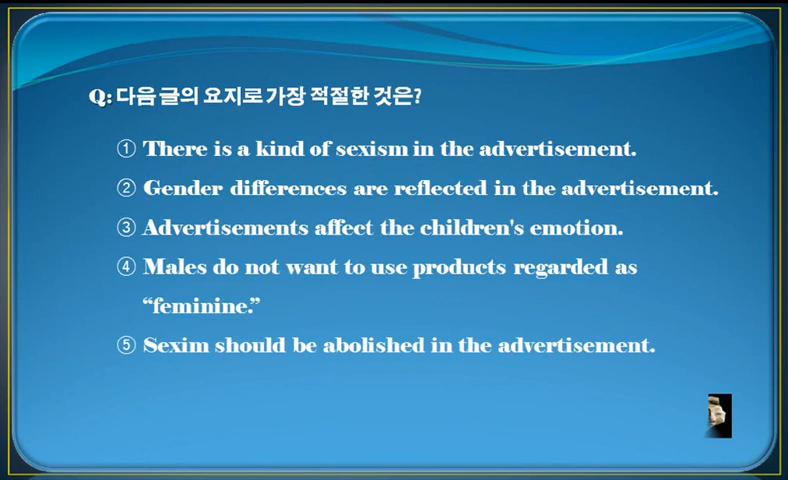 Q: 다음 글의 요지로 가장 적절한 것은?
① There is a kind of sexism in the advertisement.
② Gender differences are reflected in the advertisement.
③ Advertisements affect the children's emotion.
④ Males do not want to use products regarded as
“feminine.”
⑤ Sexim should be abolished in the advertisement.